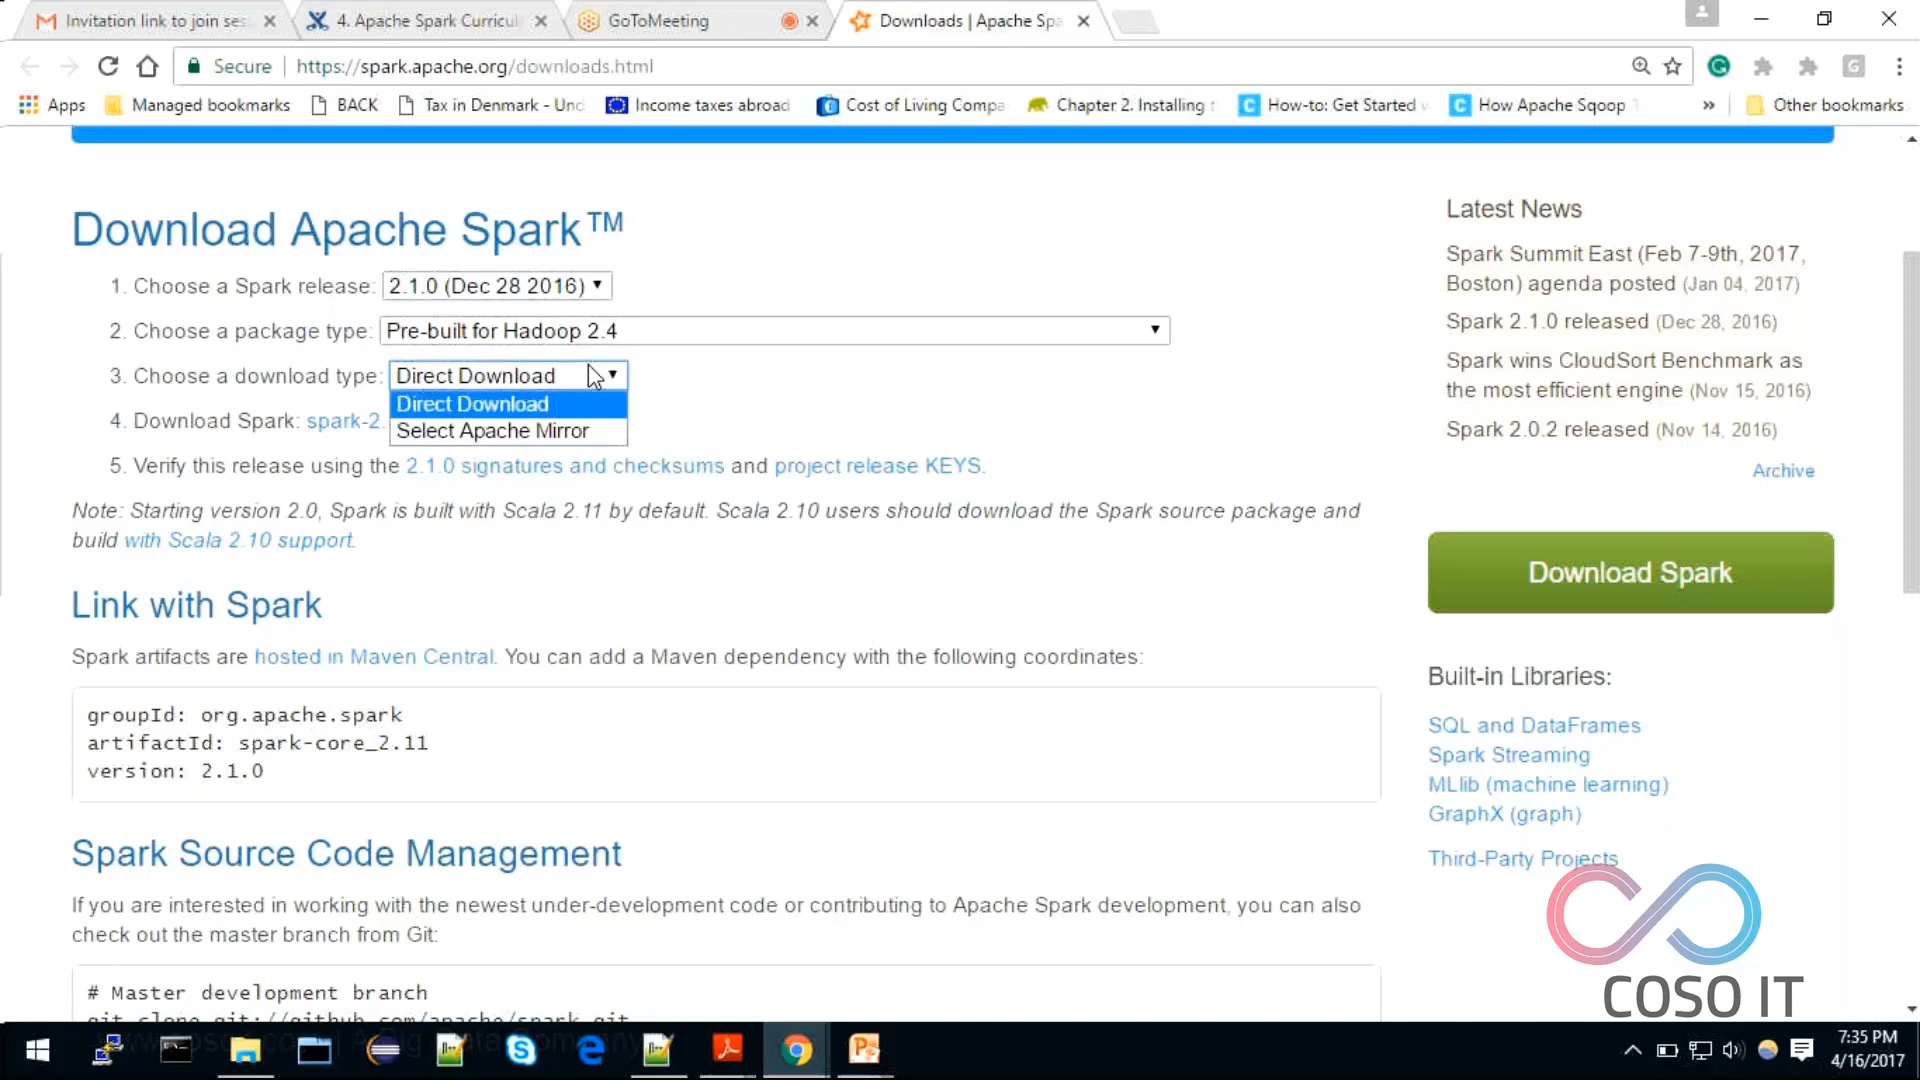 Invitation link to join ses
4. Apache Spark Curricul
GoToMeeting
Downloads | Apache Spa
Secure
https://spark.apache.org/downloads.html
Apps
Managed bookmarks
BACK
Tax in Denmark - Unc
Income taxes abroad
Cost of Living Compa
Chapter 2. Installing
How-to: Get Started
How Apache Sqoop
»
Other bookmarks
Download Apache Spark™
1. Choose a Spark release: 2.1.0 (Dec 28 2016)
2. Choose a package type: Pre-built for Hadoop 2.4
3. Choose a download type: Direct Download
Direct Download
Select Apache Mirror
4. Download Spark: spark-2.
5. Verify this release using the 2.1.0 signatures and checksums and project release KEYS.
Note: Starting version 2.0, Spark is built with Scala 2.11 by default. Scala 2.10 users should download the Spark source package and
build with Scala 2.10 support.
Link with Spark
Spark artifacts are hosted in Maven Central. You can add a Maven dependency with the following coordinates:
groupId: org.apache.spark
artifactId: spark-core_2.11
version: 2.1.0
Spark Source Code Management
If you are interested in working with the newest under-development code or contributing to Apache Spark development, you can also
check out the master branch from Git:
# Master development branch
git clone git://github.com/apache/spark.git
Latest News
Spark Summit East (Feb 7-9th, 2017,
Boston) agenda posted (Jan 04, 2017)
Spark 2.1.0 released (Dec 28, 2016)
Spark wins CloudSort Benchmark as
the most efficient engine (Nov 15, 2016)
Spark 2.0.2 released (Nov 14, 2016)
Archive
Download Spark
Built-in Libraries:
SQL and DataFrames
Spark Streaming
MLlib (machine learning)
GraphX (graph)
Third-Party Projects
COSO IT
7:35 PM
4/16/2017